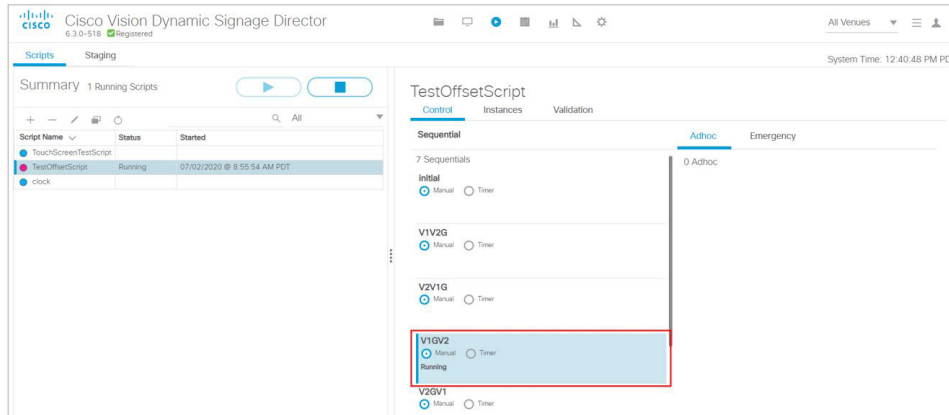 CISCO Cisco Vision Dynamic Signage Director
6.3.0-518 Registered
All Venues
Scripts Staging
System Time: 12:40:48 PM PD
Summary 1 Running Scripts
All
Script Name Status Started
TouchScreenTestScript
TestOffsetScript Running 07/02/2020 @ 8:55:54 AM PDT
clock
TestOffsetScript
Control Instances Validation
Sequential
7 Sequentials
initial
Manual Timer
V1V2G
Manual Timer
V2V1G
Manual Timer
V1GV2
Manual Timer
Running
V2GV1
Manual Timer
Adhoc Emergency
0 Adhoc